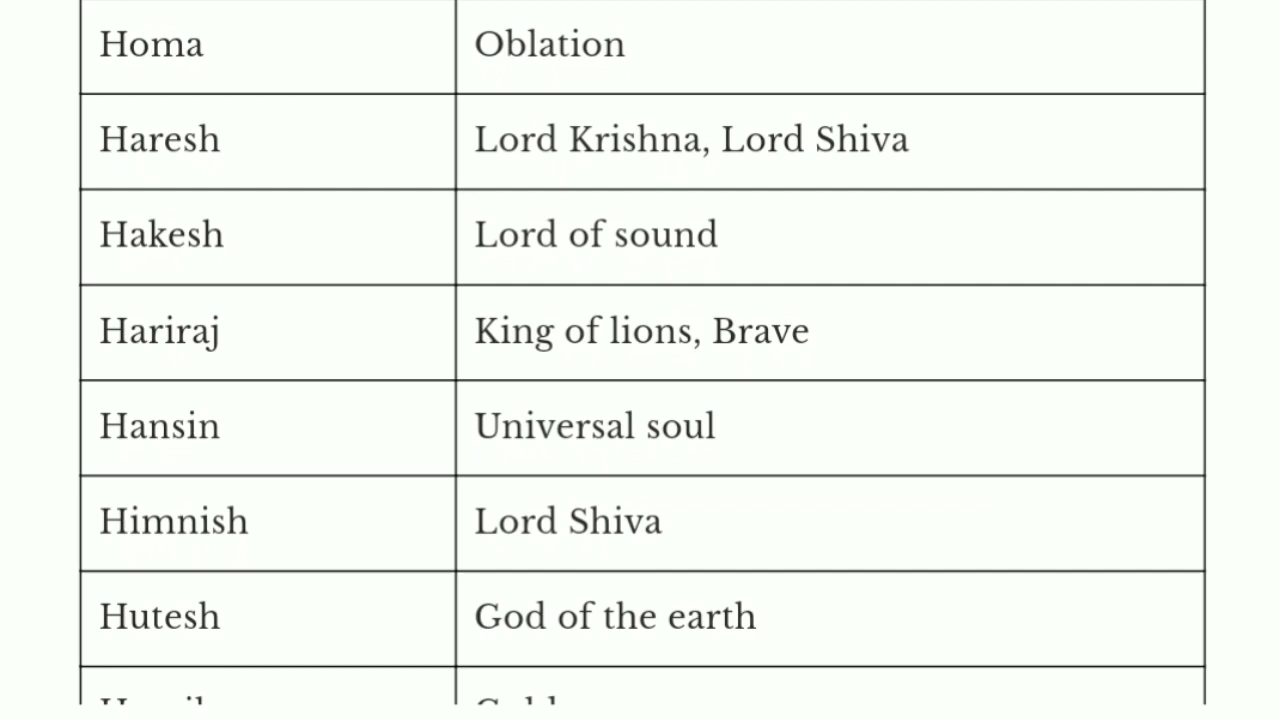 Homa Oblation
Haresh Lord Krishna, Lord Shiva
Hakesh Lord of sound
Hariraj King of lions, Brave
Hansin Universal soul
Himnish Lord Shiva
Hutesh God of the earth